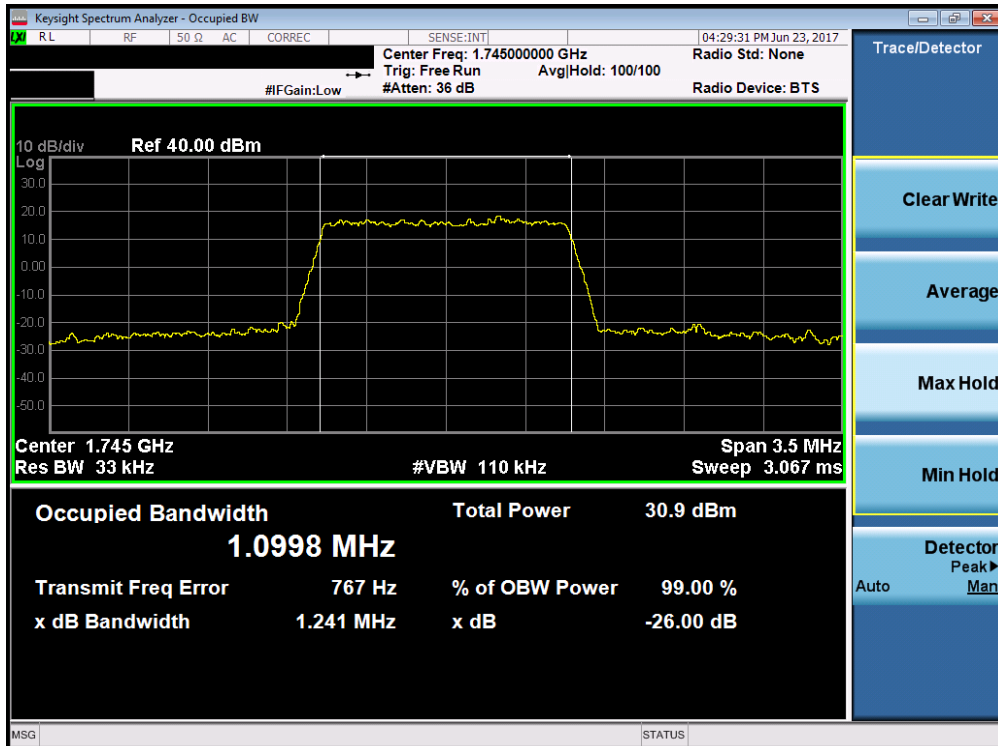 LXI
Keysight Spectrum Analyzer - Occupied BW
RL RF 50 Ω AC CORREC SENSE:INT 04:29:31 PM Jun 23, 2017
Center Freq: 1.745000000 GHz Radio Std: None
Trig: Free Run Avg|Hold: 100/100
#IFGain:Low #Atten: 36 dB Radio Device: BTS
Trace/Detector
10 dB/div Ref 40.00 dBm
Log
30.0
20.0
10.0
0.00
-10.0
-20.0
-30.0
-40.0
-50.0
Center 1.745 GHz Span 3.5 MHz
Res BW 33 kHz #VBW 110 kHz Sweep 3.067 ms
Occupied Bandwidth Total Power 30.9 dBm
1.0998 MHz
Transmit Freq Error 767 Hz % of OBW Power 99.00 %
x dB Bandwidth 1.241 MHz x dB -26.00 dB
Clear Write
Average
Max Hold
Min Hold
Detector
Peak▶
Auto Man
MSG STATUS